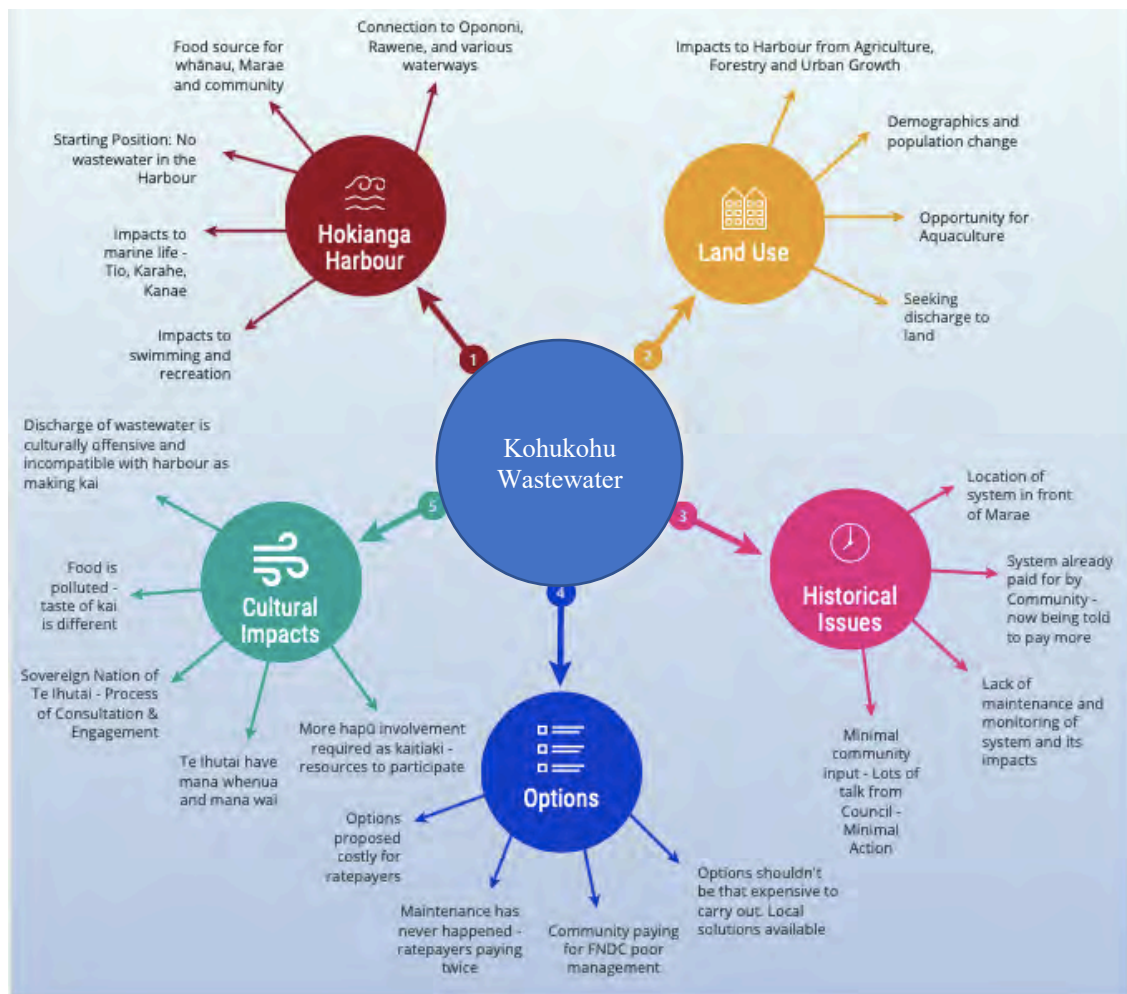 Kohukohu
Wastewater
1
Hokianga
Harbour
Connection to Opononi,
Rawene, and various
waterways
Food source for
whānau, Marae
and community
Starting Position: No
wastewater in the
Harbour
Impacts to
marine life -
Tio, Karahe,
Kanae
Impacts to
swimming and
recreation
2
Land Use
Impacts to Harbour from Agriculture,
Forestry and Urban Growth
Demographics and
population change
Opportunity for
Aquaculture
Seeking
discharge to
land
3
Historical
Issues
Location of
system in front
of Marae
System already
paid for by
Community -
now being told
to pay more
Lack of
maintenance and
monitoring of
system and its
impacts
Minimal
community
input - Lots of
talk from
Council -
Minimal
Action
4
Options
Options shouldn't
be that expensive to
carry out. Local
solutions available
Community paying
for FNDC poor
management
Maintenance has
never happened -
ratepayers paying
twice
Options
proposed
costly for
ratepayers
5
Cultural
Impacts
Discharge of wastewater is
culturally offensive and
incompatible with harbour as
making kai
Food is
polluted -
taste of kai
is different
Sovereign Nation of
Te Ihutai - Process
of Consultation &
Engagement
Te Ihutai have
mana whenua
and mana wai
More hapū involvement
required as kaitiaki -
resources to participate